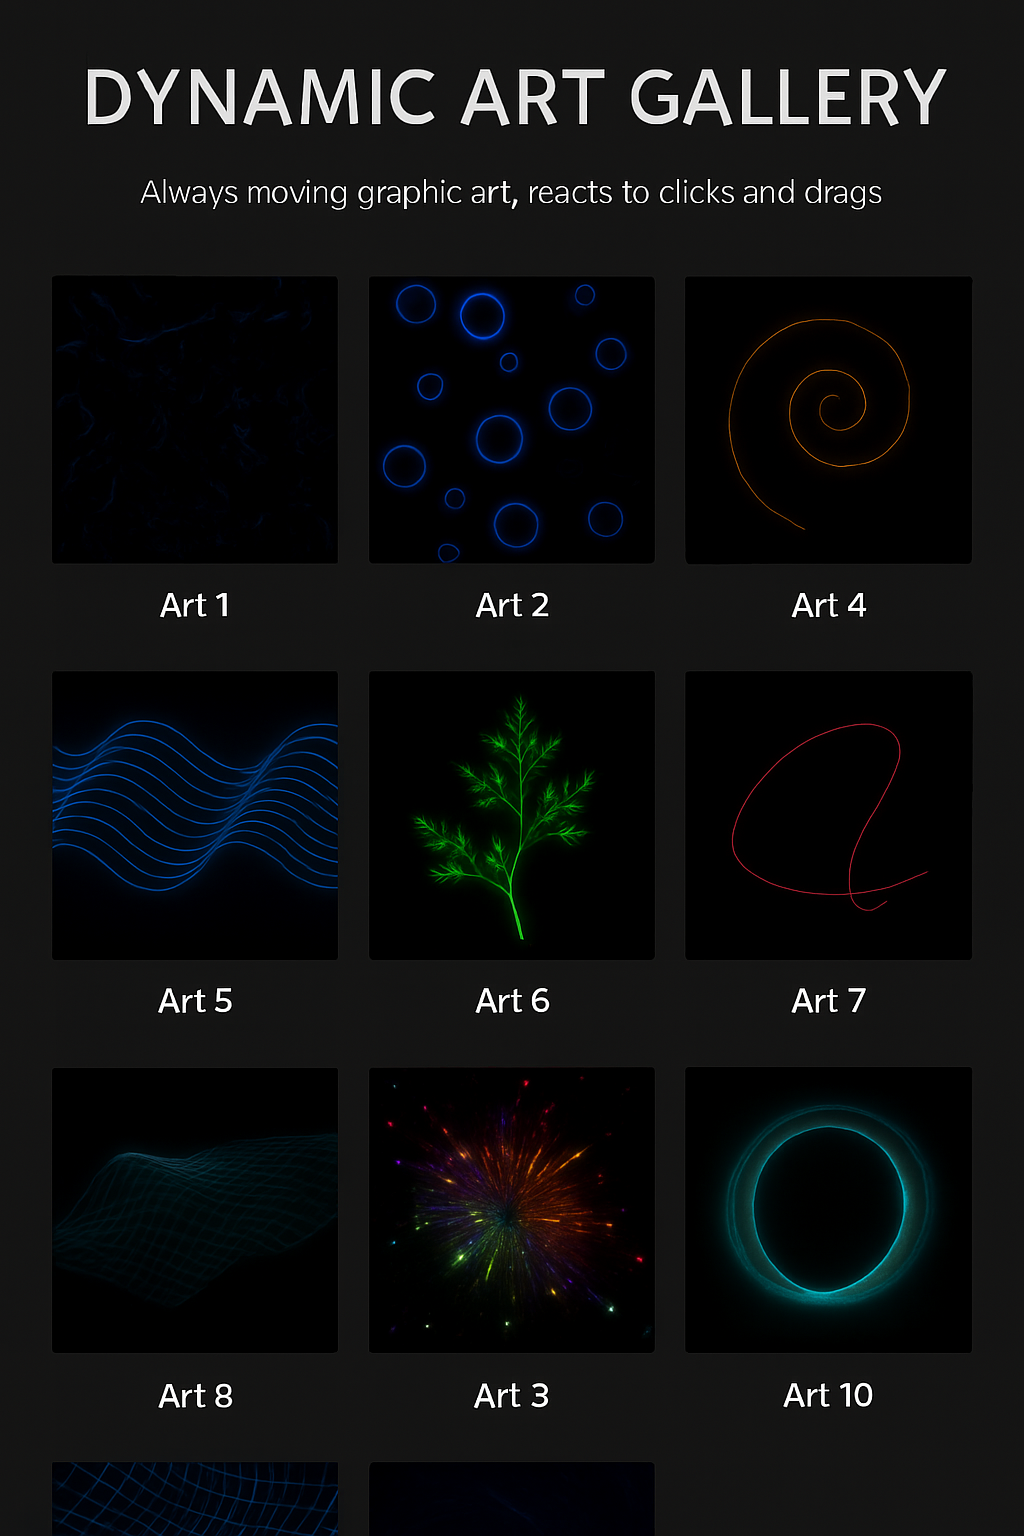 DYNAMIC ART GALLERY
Always moving graphic art, reacts to clicks and drags
Art 1
Art 2
Art 4
Art 5
Art 6
Art 7
Art 8
Art 3
Art 10